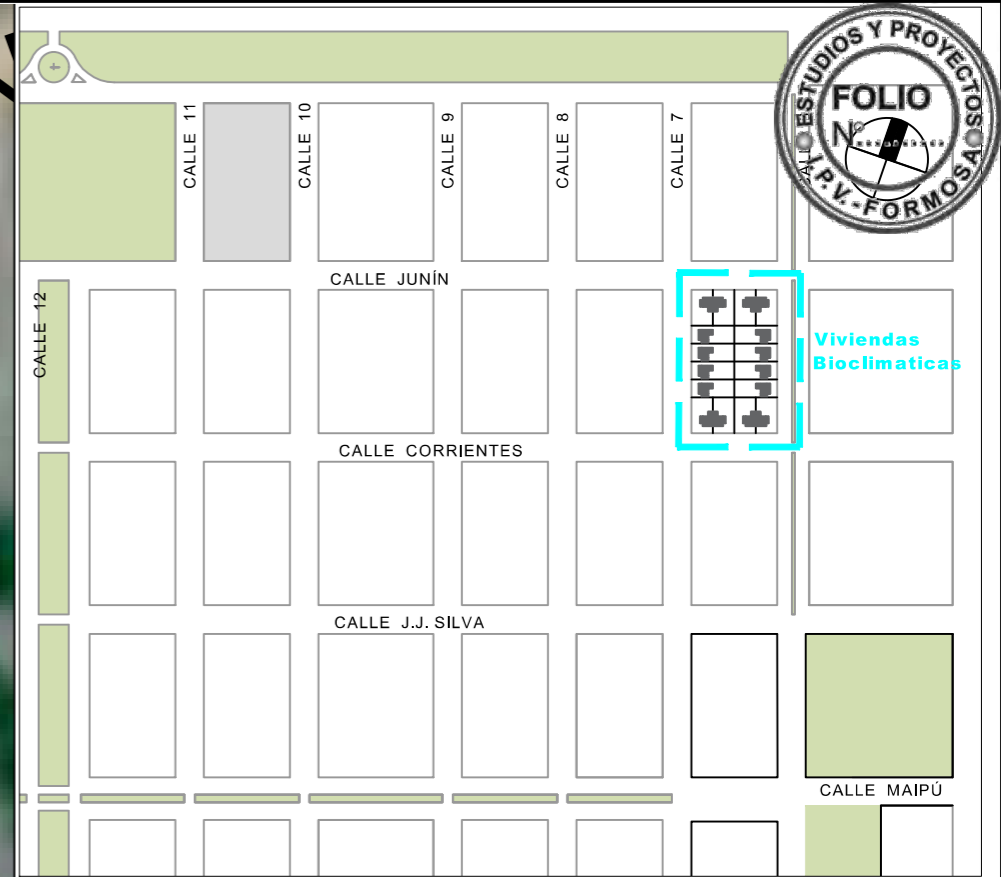 ESTUDIOS Y PROYECTOS
FOLIO
Nº
I.P.V.-FORMOSA
CALLE 11
CALLE 10
CALLE 9
CALLE 8
CALLE 7
CALLE JUNÍN
CALLE 12
Viviendas
Bioclimaticas
CALLE CORRIENTES
CALLE J.J. SILVA
CALLE MAIPÚ